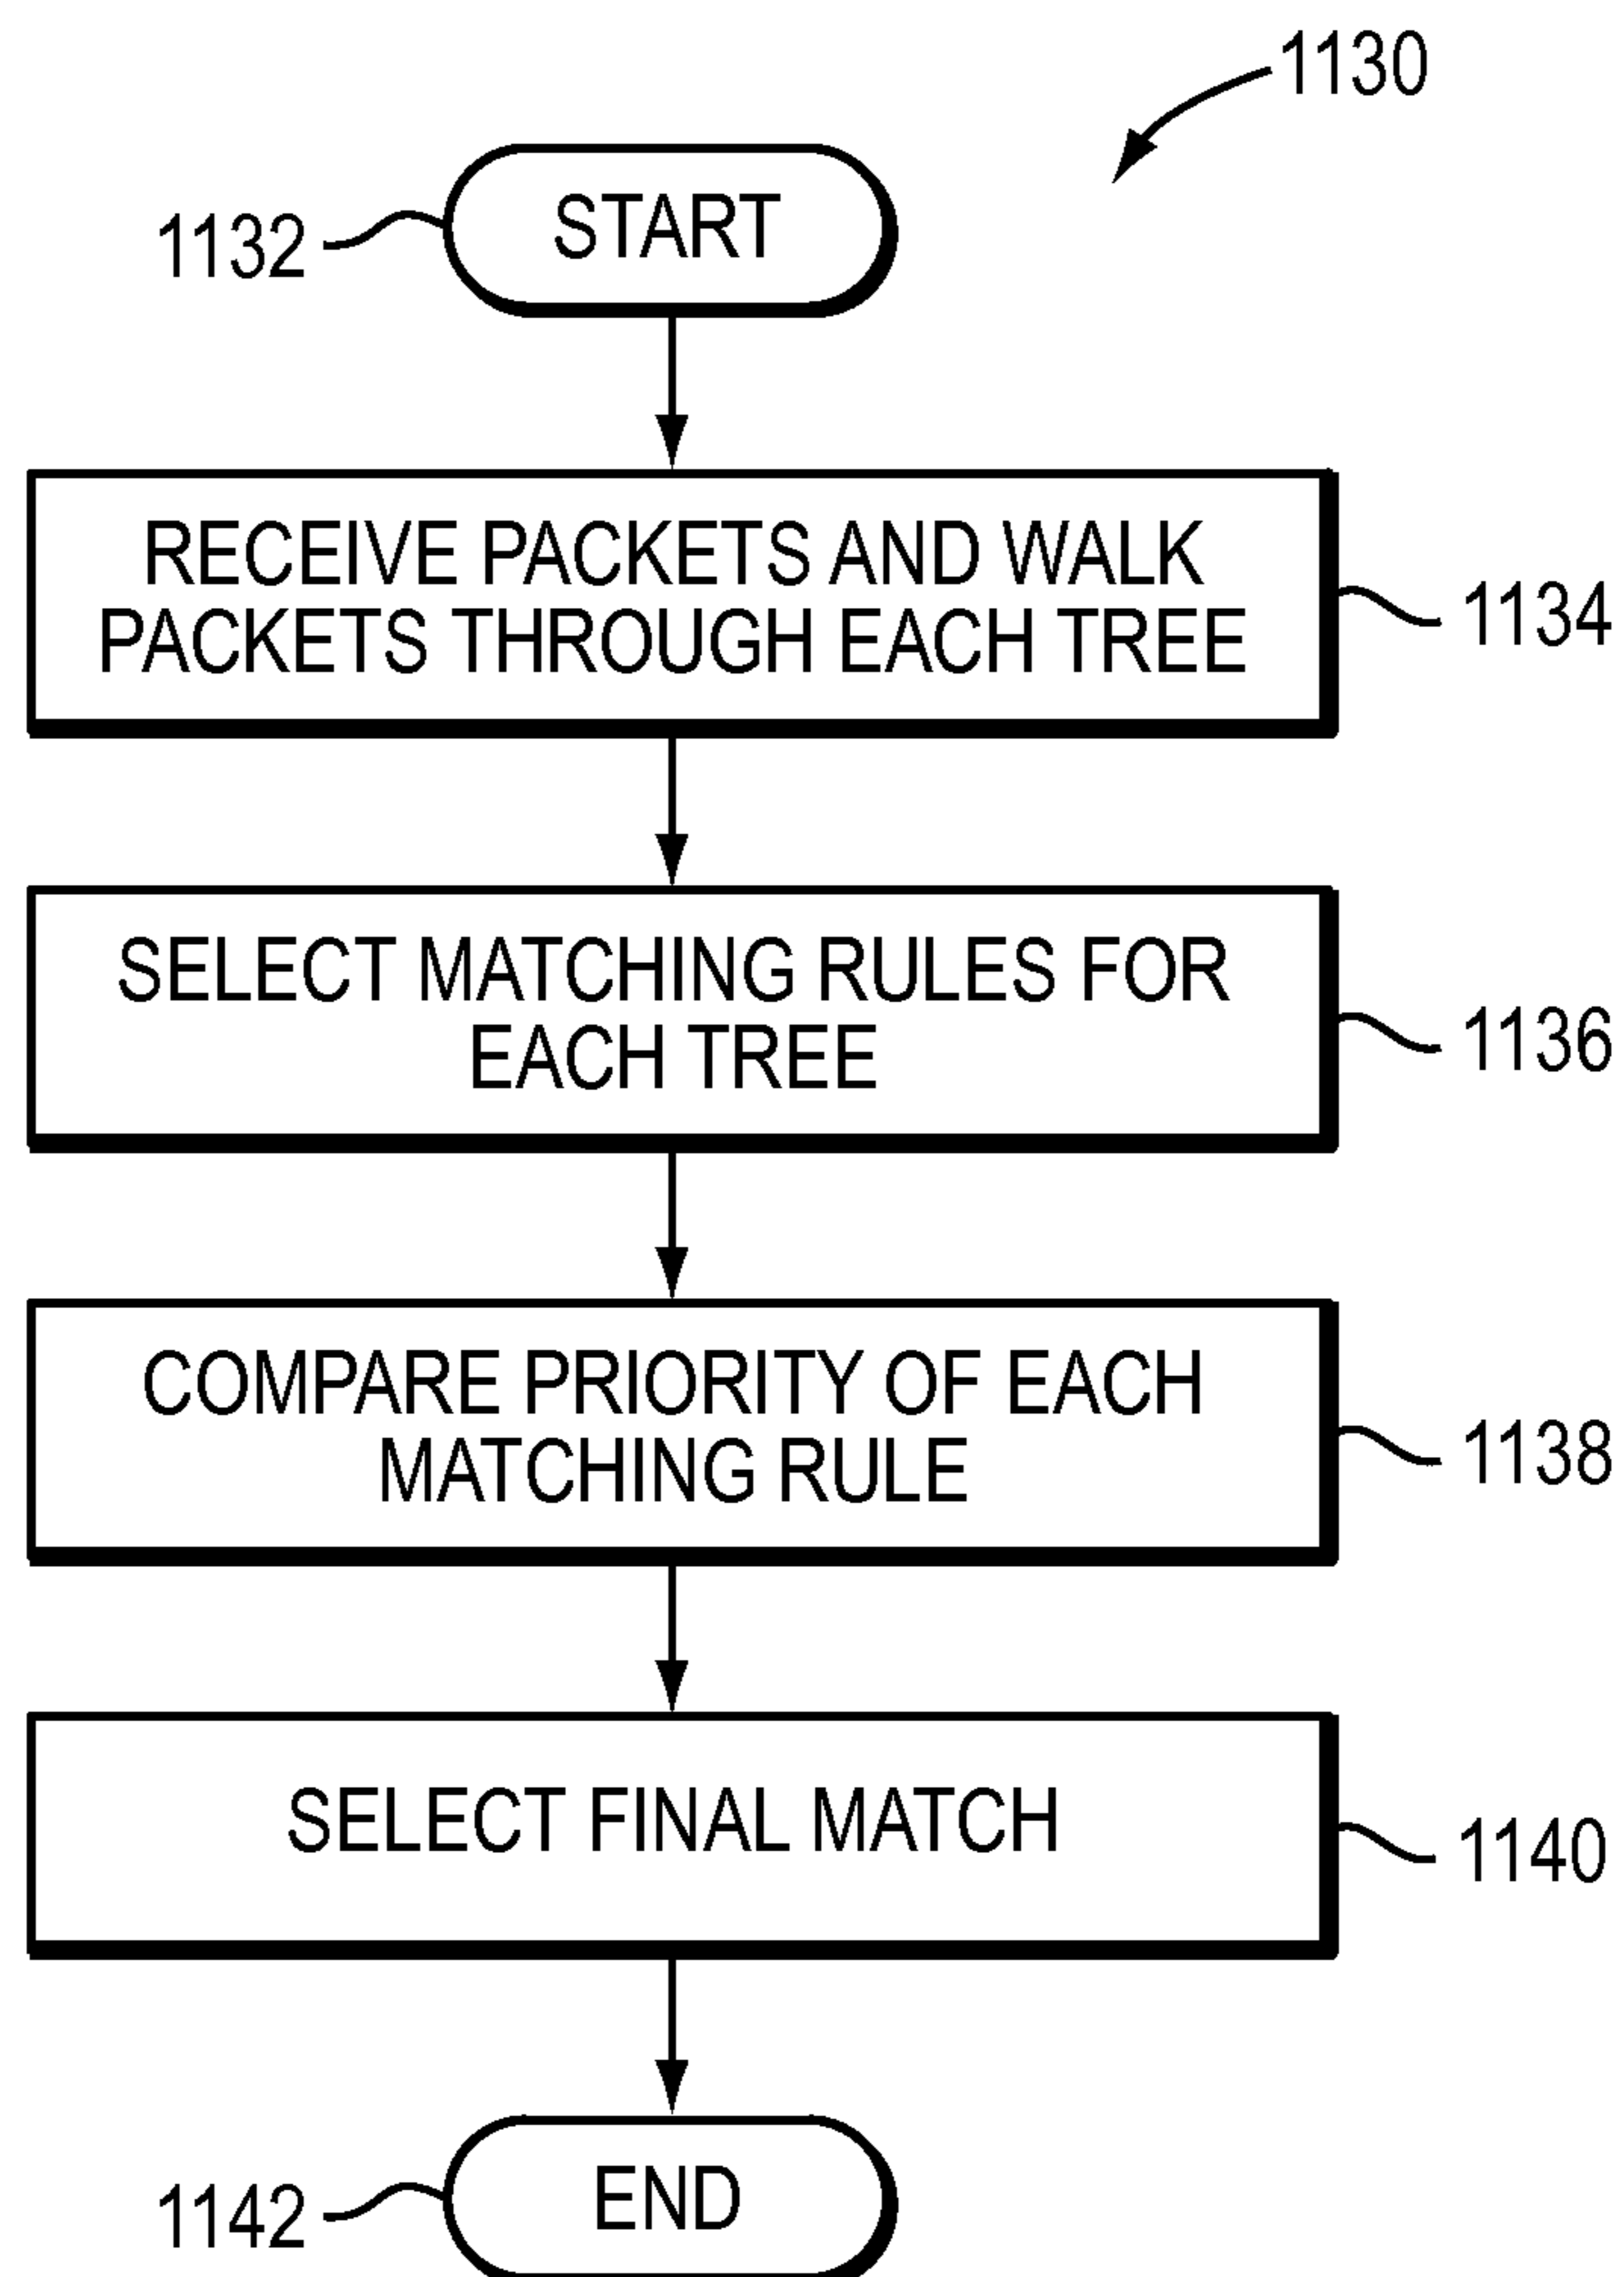 1130
1132
START
RECEIVE PACKETS AND WALK
PACKETS THROUGH EACH TREE
1134
SELECT MATCHING RULES FOR
EACH TREE
1136
COMPARE PRIORITY OF EACH
MATCHING RULE
1138
SELECT FINAL MATCH
1140
END
1142